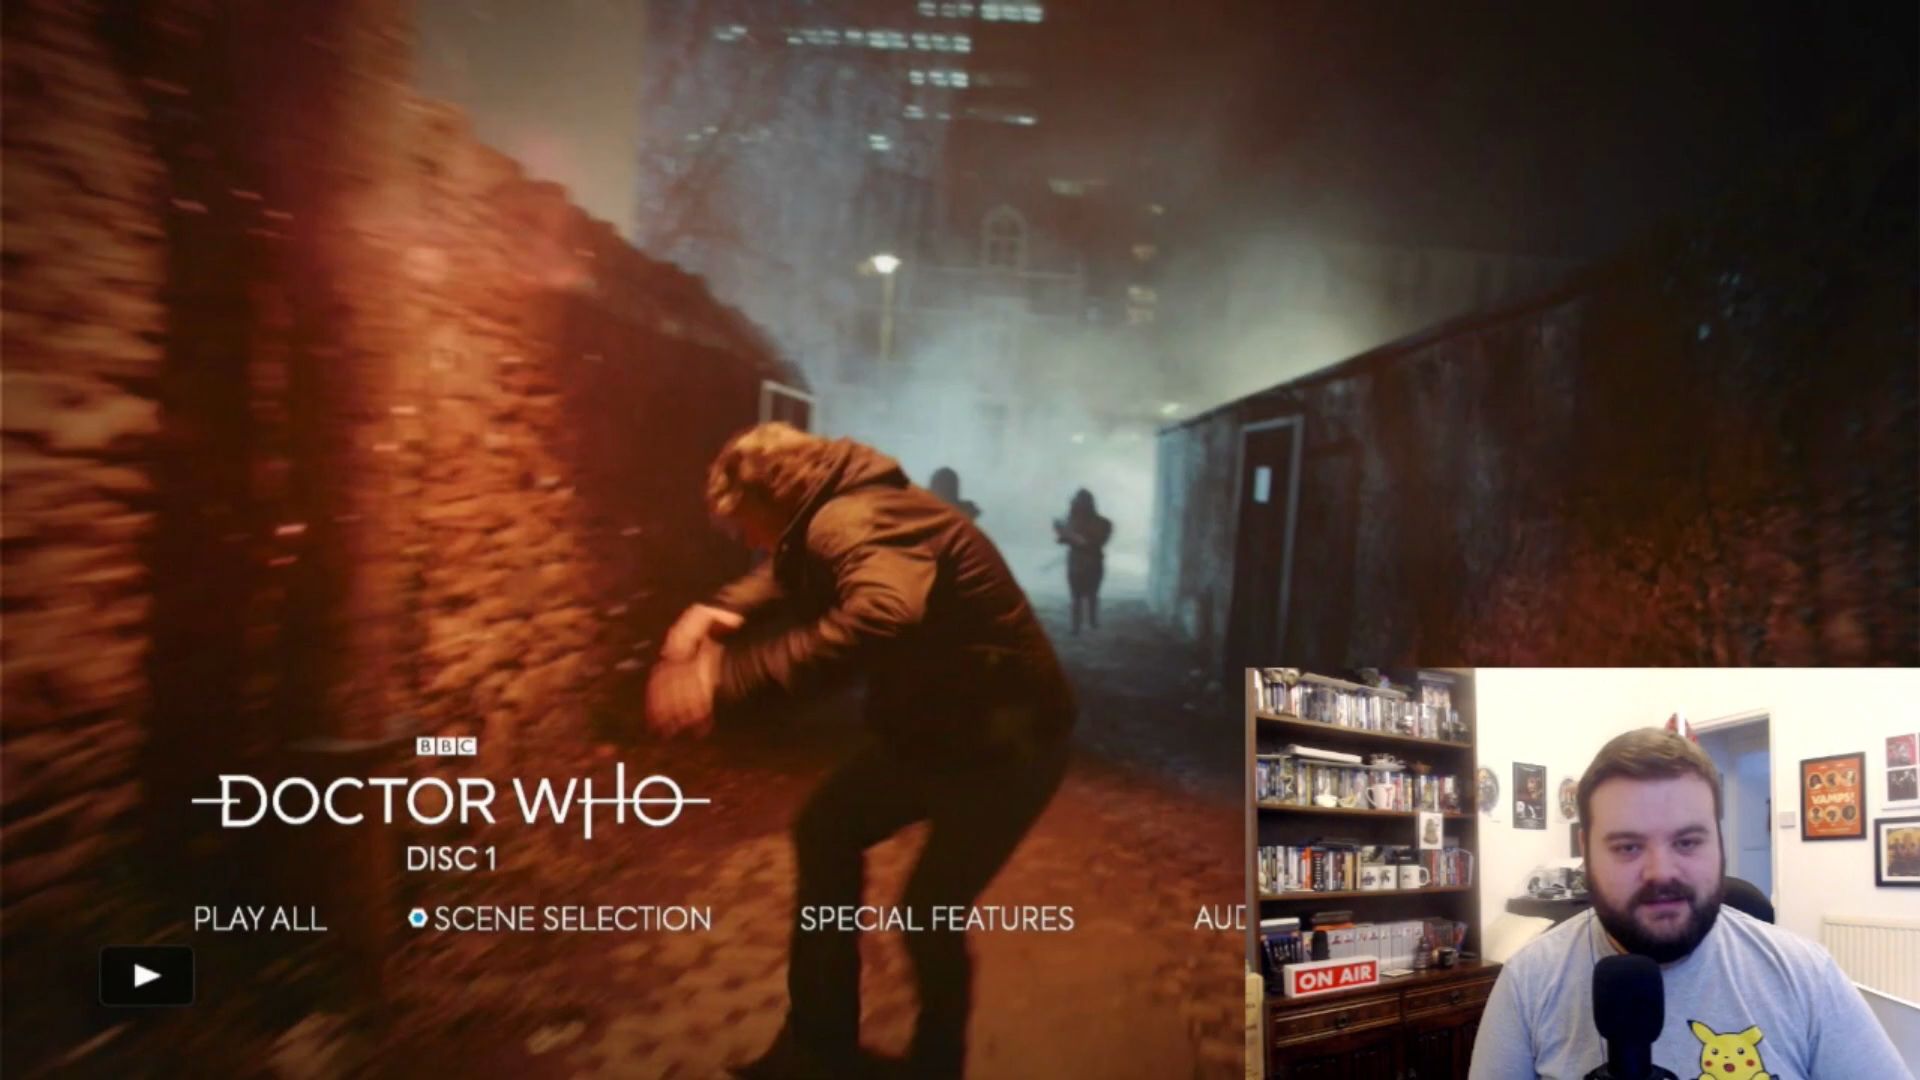 BBC
DOCTOR WHO
DISC 1
PLAY ALL
SCENE SELECTION
SPECIAL FEATURES
AUD
VAMPS!
ON AIR